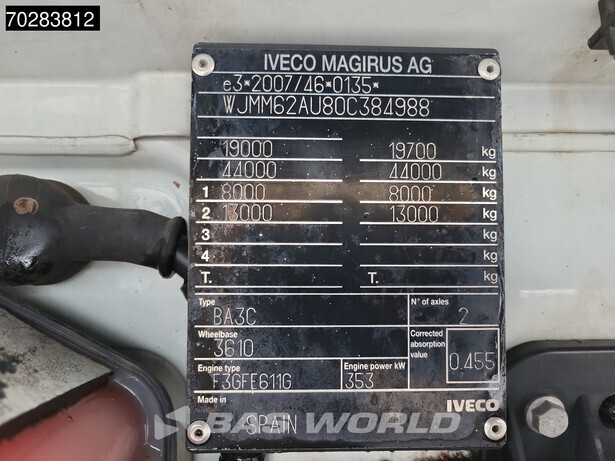 70283812
IVECO MAGIRUS AG
e3*2007/46*0135*
WJMM62AU80C384988
19000 19700 kg
44000 44000 kg
1 8000 8000 kg
2 13000 13000 kg
3 kg
4 kg
T. T. kg
Type N° of axles
BA3C 2
Wheelbase Corrected absorption value
3610 0.455
Engine type Engine power kW
F3GFE611G 353
Made in IVECO
SPAIN
BAS WORLD